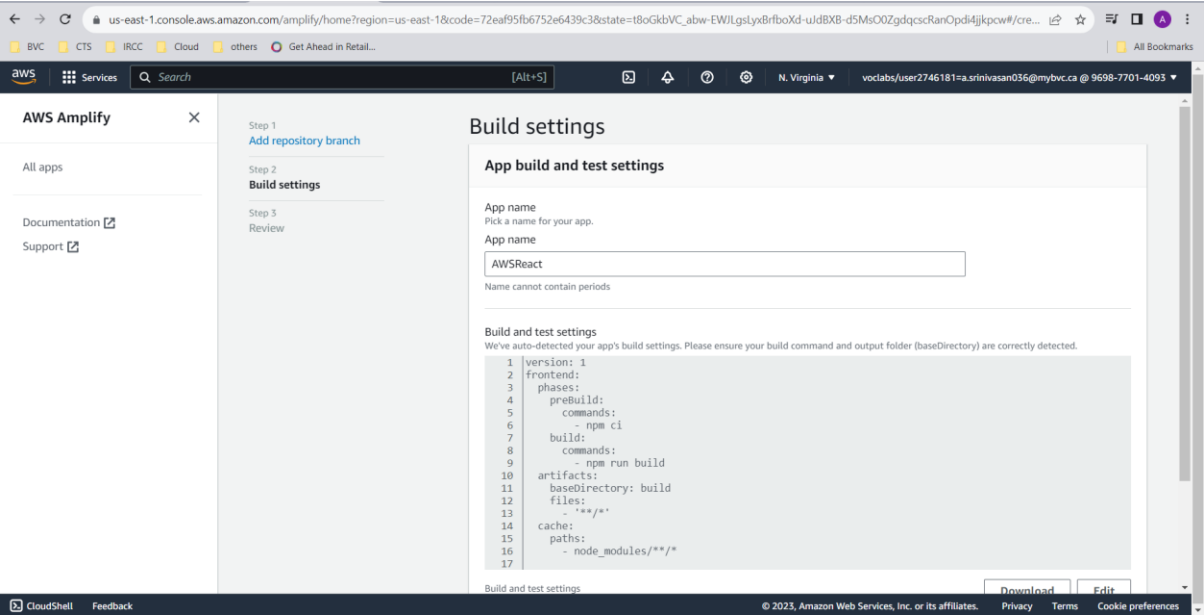 us-east-1.console.aws.amazon.com/amplify/home?region=us-east-1&code=72eaf95fb6752e6439c3&state=t8oGkbVC_abw-EWJLgsLyxBrfboXd-uJdBXB-d5MsO0ZgdqcscRanOpdi4jjkpcw#/cre...
BVC CTS IRCC Cloud others Get Ahead in Retail... All Bookmarks
aws Services Search [Alt+S] N. Virginia voclabs/user2746181=a.srinivasan036@mybvc.ca @ 9698-7701-4093
AWS Amplify
All apps
Documentation
Support
Step 1
Add repository branch
Step 2
Build settings
Step 3
Review
Build settings
App build and test settings
App name
Pick a name for your app.
App name
AWSReact
Name cannot contain periods
Build and test settings
We've auto-detected your app's build settings. Please ensure your build command and output folder (baseDirectory) are correctly detected.
1 version: 1
2 frontend:
3 phases:
4 preBuild:
5 commands:
6 - npm ci
7 build:
8 commands:
9 - npm run build
10 artifacts:
11 baseDirectory: build
12 files:
13 - '**/*'
14 cache:
15 paths:
16 - node_modules/**/*
17
Build and test settings Download Edit
CloudShell Feedback © 2023, Amazon Web Services, Inc. or its affiliates. Privacy Terms Cookie preferences